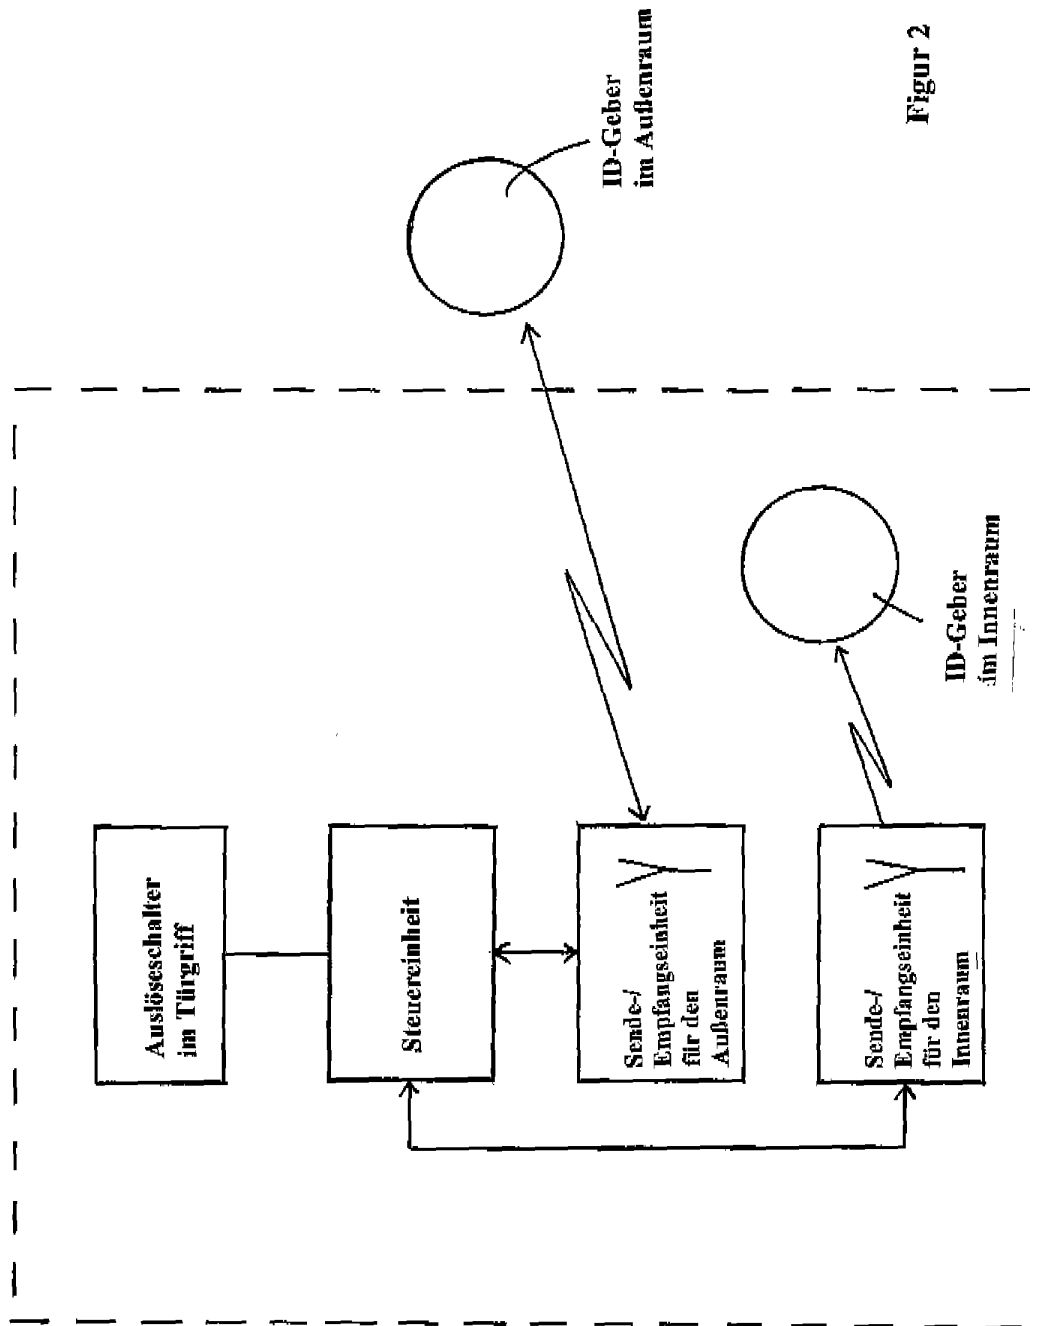 Auslöseschalter
im Türgriff
Steuereinheit
Sende-/
Empfangseinheit
für den
Außenraum
Sende-/
Empfangseinheit
für den
Innenraum
ID-Geber
im Außenraum
ID-Geber
im Innenraum
Figur 2